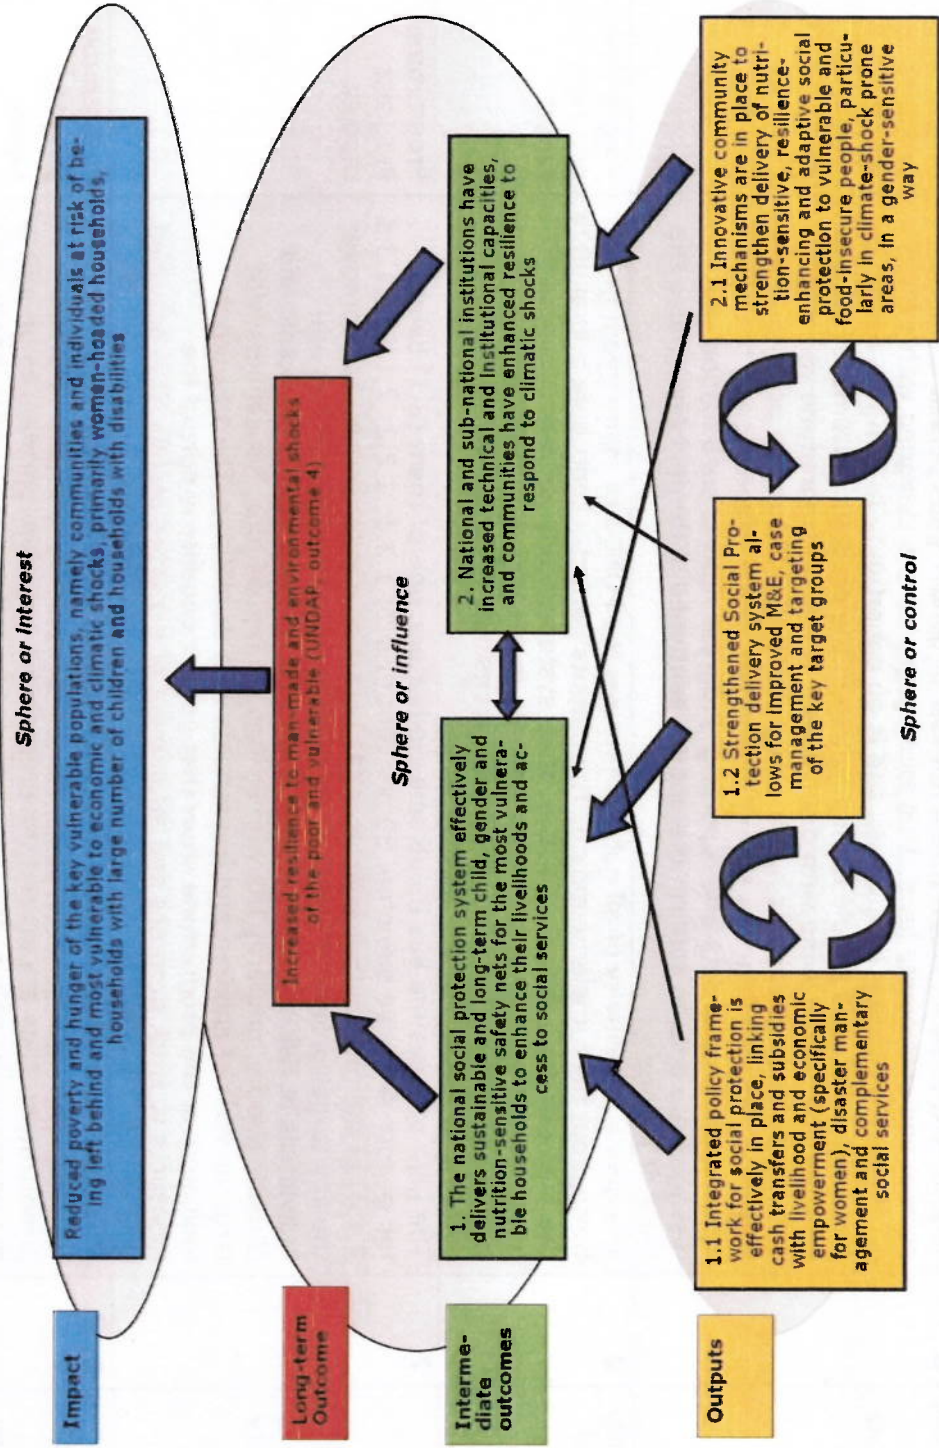 Sphere or interest
Impact
Reduced poverty and hunger of the key vulnerable populations, namely communities and individuals at risk of be-
ing left behind and most vulnerable to economic and climatic shocks, primarily women-headed households,
households with large number of children and households with disabilities
Long-term
Outcome
Increased resilience to man made and environmental shocks
of the poor and vulnerable (UNDAP outcome 4)
Sphere or influence
Interme-
diate
outcomes
1. The national social protection system effectively
delivers sustainable and long-term child, gender and
nutrition-sensitive safety nets for the most vulnera-
ble households to enhance their livelihoods and ac-
cess to social services
2. National and sub-national institutions have
increased technical and institutional capacities,
and communities have enhanced resilience to
respond to climatic shocks
Outputs
1.1 Integrated policy frame-
work for social protection is
effectively in place, linking
cash transfers and subsidies
with livelihood and economic
empowerment (specifically
for women), disaster man-
agement and complementary
social services
1.2 Strengthened Social Pro-
tection delivery system al-
lows for improved M&E, case
management and targeting
of the key target groups
2.1 Innovative community
mechanisms are in place to
strengthen delivery of nutri-
tion-sensitive, resilience-
enhancing and adaptive social
protection to vulnerable and
food-insecure people, particu-
larly in climate-shock prone
areas, in a gender-sensitive
way
Sphere or control